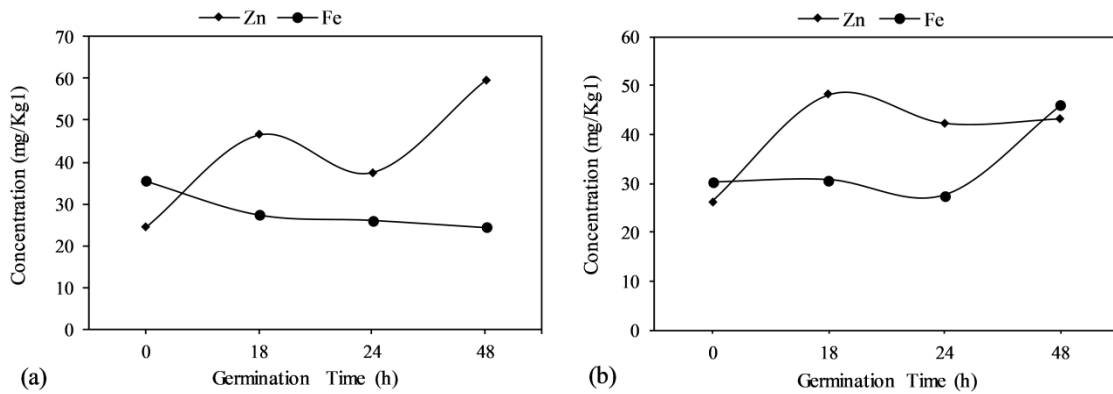 Zn Fe
70
60
50
40
30
20
10
0
Concentration (mg/Kg1)
0 18 24 48
Germination Time (h)
(a)
Zn Fe
60
50
40
30
20
10
0
Concentration (mg/Kg1)
0 18 24 48
Germination Time (h)
(b)